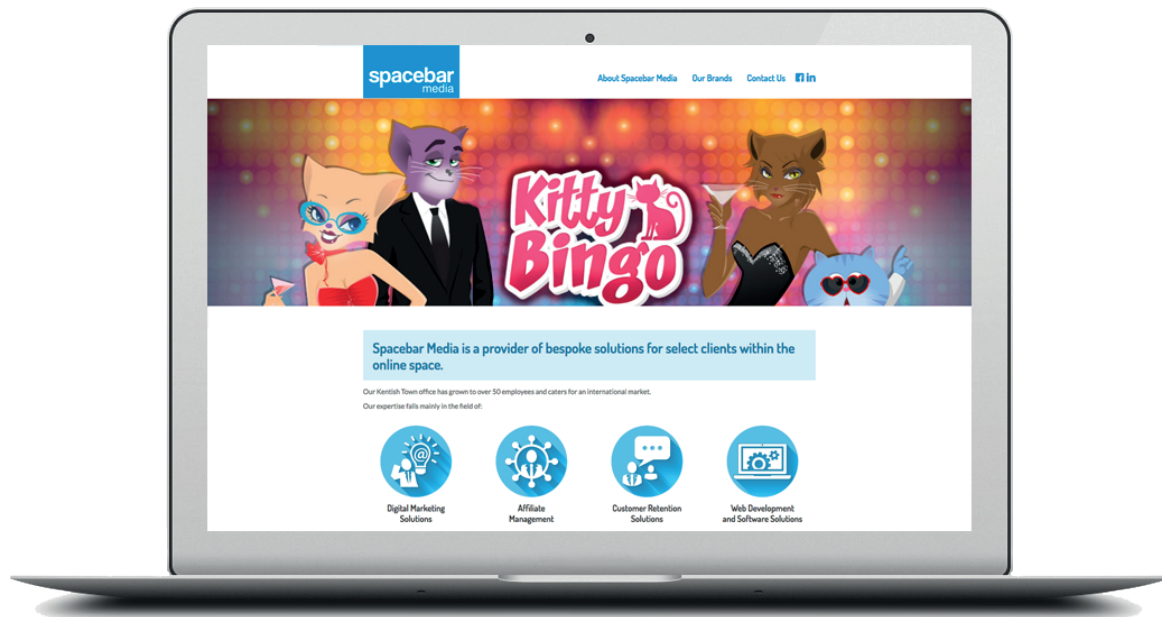 spacebar
media
About Spacebar Media Our Brands Contact Us
Kitty
Bingo
Spacebar Media is a provider of bespoke solutions for select clients within the
online space.
Our Kentish Town office has grown to over 50 employees and caters for an international market.
Our expertise falls mainly in the field of:
Digital Marketing
Solutions
Affiliate
Management
Customer Retention
Solutions
Web Development
and Software Solutions